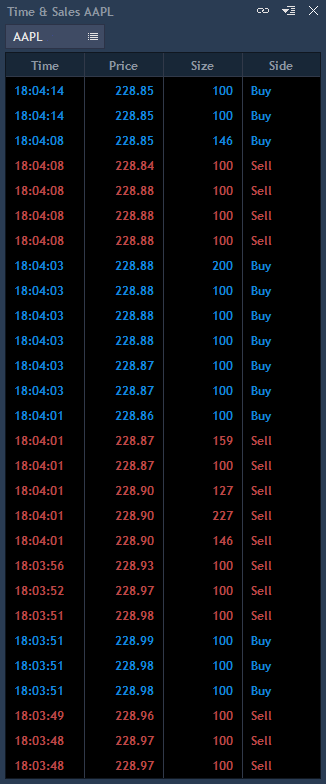 Time & Sales AAPL
AAPL
Time Price Size Side
18:04:14 228.85 100 Buy
18:04:14 228.85 100 Buy
18:04:08 228.85 146 Buy
18:04:08 228.84 100 Sell
18:04:08 228.88 100 Sell
18:04:08 228.88 100 Sell
18:04:08 228.88 100 Sell
18:04:03 228.88 200 Buy
18:04:03 228.88 100 Buy
18:04:03 228.88 100 Buy
18:04:03 228.88 100 Buy
18:04:03 228.87 100 Buy
18:04:03 228.87 100 Buy
18:04:01 228.86 100 Buy
18:04:01 228.87 159 Sell
18:04:01 228.87 100 Sell
18:04:01 228.90 127 Sell
18:04:01 228.90 227 Sell
18:04:01 228.90 146 Sell
18:03:56 228.93 100 Sell
18:03:52 228.97 100 Sell
18:03:51 228.98 100 Sell
18:03:51 228.99 100 Buy
18:03:51 228.98 100 Buy
18:03:51 228.98 100 Buy
18:03:49 228.96 100 Sell
18:03:48 228.97 100 Sell
18:03:48 228.97 100 Sell